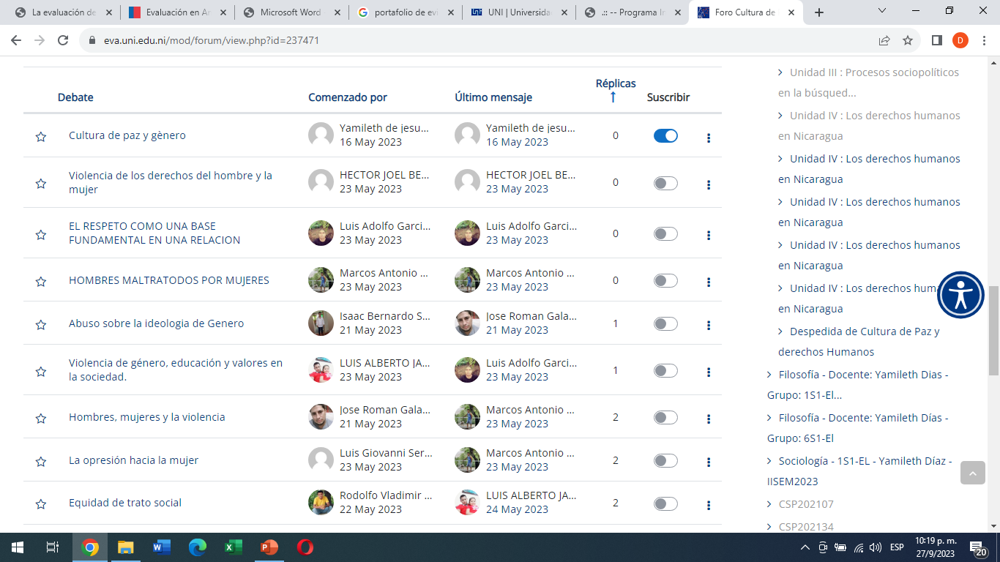 La evaluación de
Evaluación en Ar
Microsoft Word -
portafolio de evi
UNI | Universida
.:: -- Programa In
Foro Cultura de
eva.uni.edu.ni/mod/forum/view.php?id=237471
D
Debate
Comenzado por
Último mensaje
Réplicas
Suscribir
Cultura de paz y gènero
Yamileth de jesu...
16 May 2023
Yamileth de jesu...
16 May 2023
0
Violencia de los derechos del hombre y la
mujer
HECTOR JOEL BE...
23 May 2023
HECTOR JOEL BE...
23 May 2023
0
EL RESPETO COMO UNA BASE
FUNDAMENTAL EN UNA RELACION
Luis Adolfo Garci...
23 May 2023
Luis Adolfo Garci...
23 May 2023
0
HOMBRES MALTRATODOS POR MUJERES
Marcos Antonio ...
23 May 2023
Marcos Antonio ...
23 May 2023
0
Abuso sobre la ideologia de Genero
Isaac Bernardo S...
21 May 2023
Jose Roman Gala...
21 May 2023
1
Violencia de género, educación y valores en
la sociedad.
LUIS ALBERTO JA...
23 May 2023
Luis Adolfo Garci...
23 May 2023
1
Hombres, mujeres y la violencia
Jose Roman Gala...
21 May 2023
Marcos Antonio ...
23 May 2023
2
La opresión hacia la mujer
Luis Giovanni Ser...
23 May 2023
Marcos Antonio ...
23 May 2023
2
Equidad de trato social
Rodolfo Vladimir ...
22 May 2023
LUIS ALBERTO JA...
24 May 2023
2
Unidad III : Procesos sociopolíticos
en la búsqued...
Unidad IV : Los derechos humanos
en Nicaragua
Unidad IV : Los derechos humanos
en Nicaragua
Unidad IV : Los derechos humanos
en Nicaragua
Unidad IV : Los derechos humanos
en Nicaragua
Unidad IV : Los derechos huma
en Nicaragua
Despedida de Cultura de Paz y
derechos Humanos
Filosofía - Docente: Yamileth Dias -
Grupo: 1S1-El...
Filosofía - Docente: Yamileth Días -
Grupo: 6S1-El
Sociología - 1S1-EL - Yamileth Díaz -
IISEM2023
CSP202107
CSP202134
ESP
10:19 p. m.
27/9/2023
20